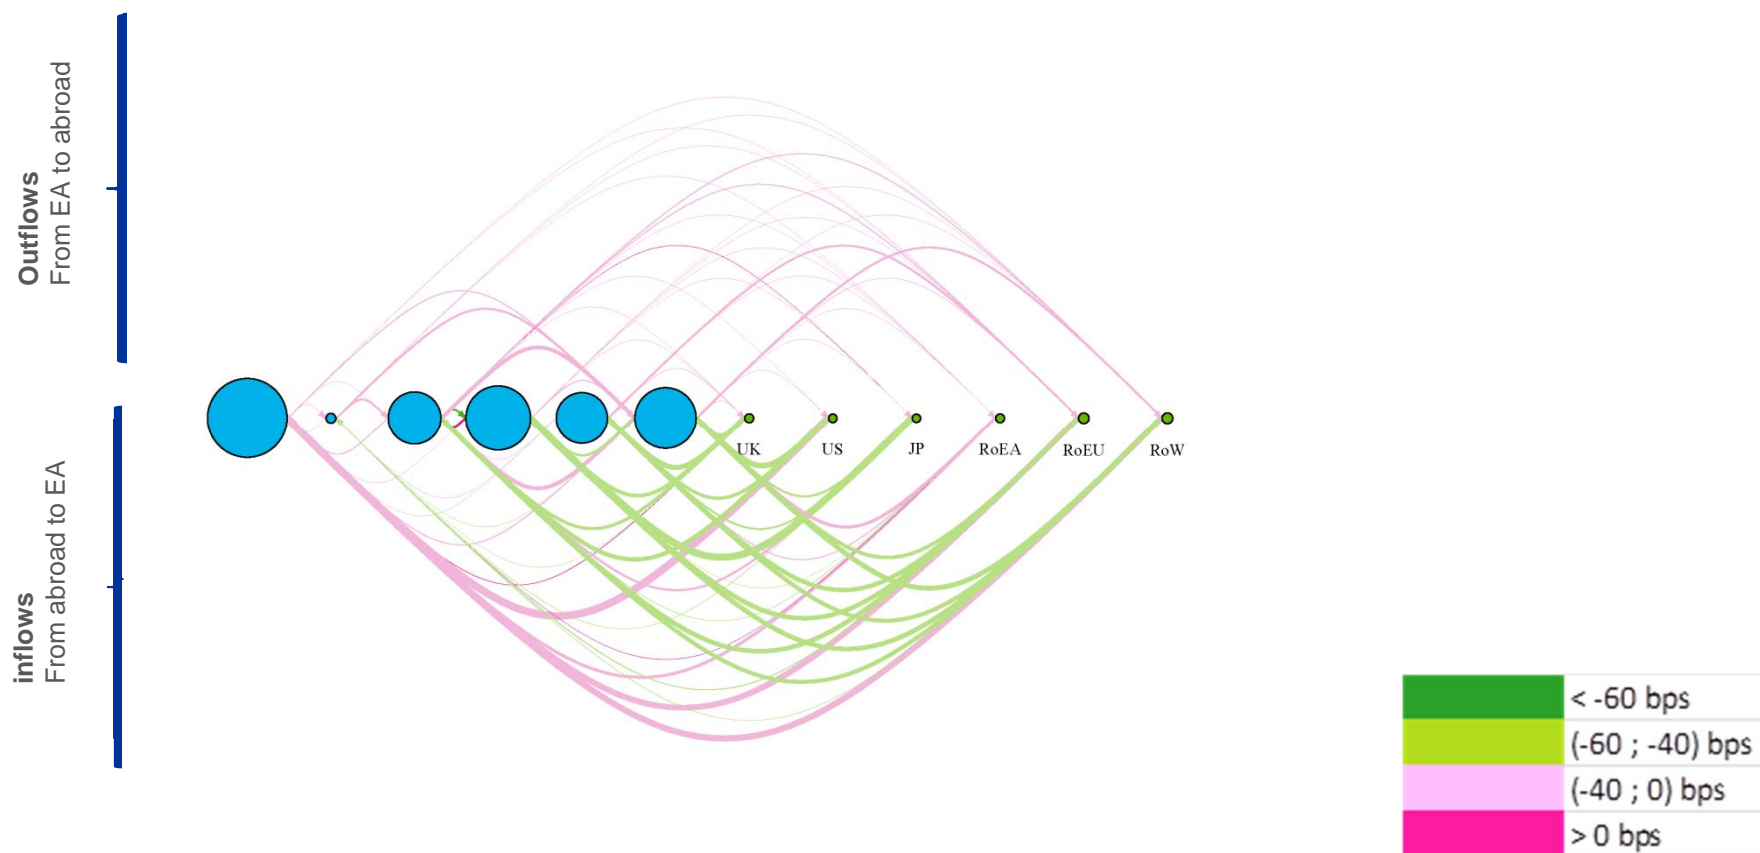 Outflows
From EA to abroad
inflows
From abroad to EA
UK
US
JP
RoEA
RoEU
RoW
< -60 bps
(-60 ; -40) bps
(-40 ; 0) bps
> 0 bps